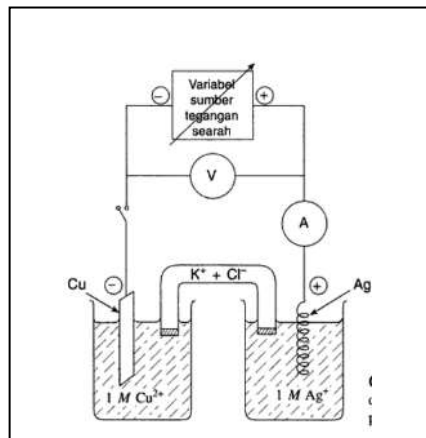 − Variabel +
sumber
tegangan
searah
V
A
− +
Cu K⁺ + Cl⁻ Ag
1 M Cu²⁺ 1 M Ag⁺